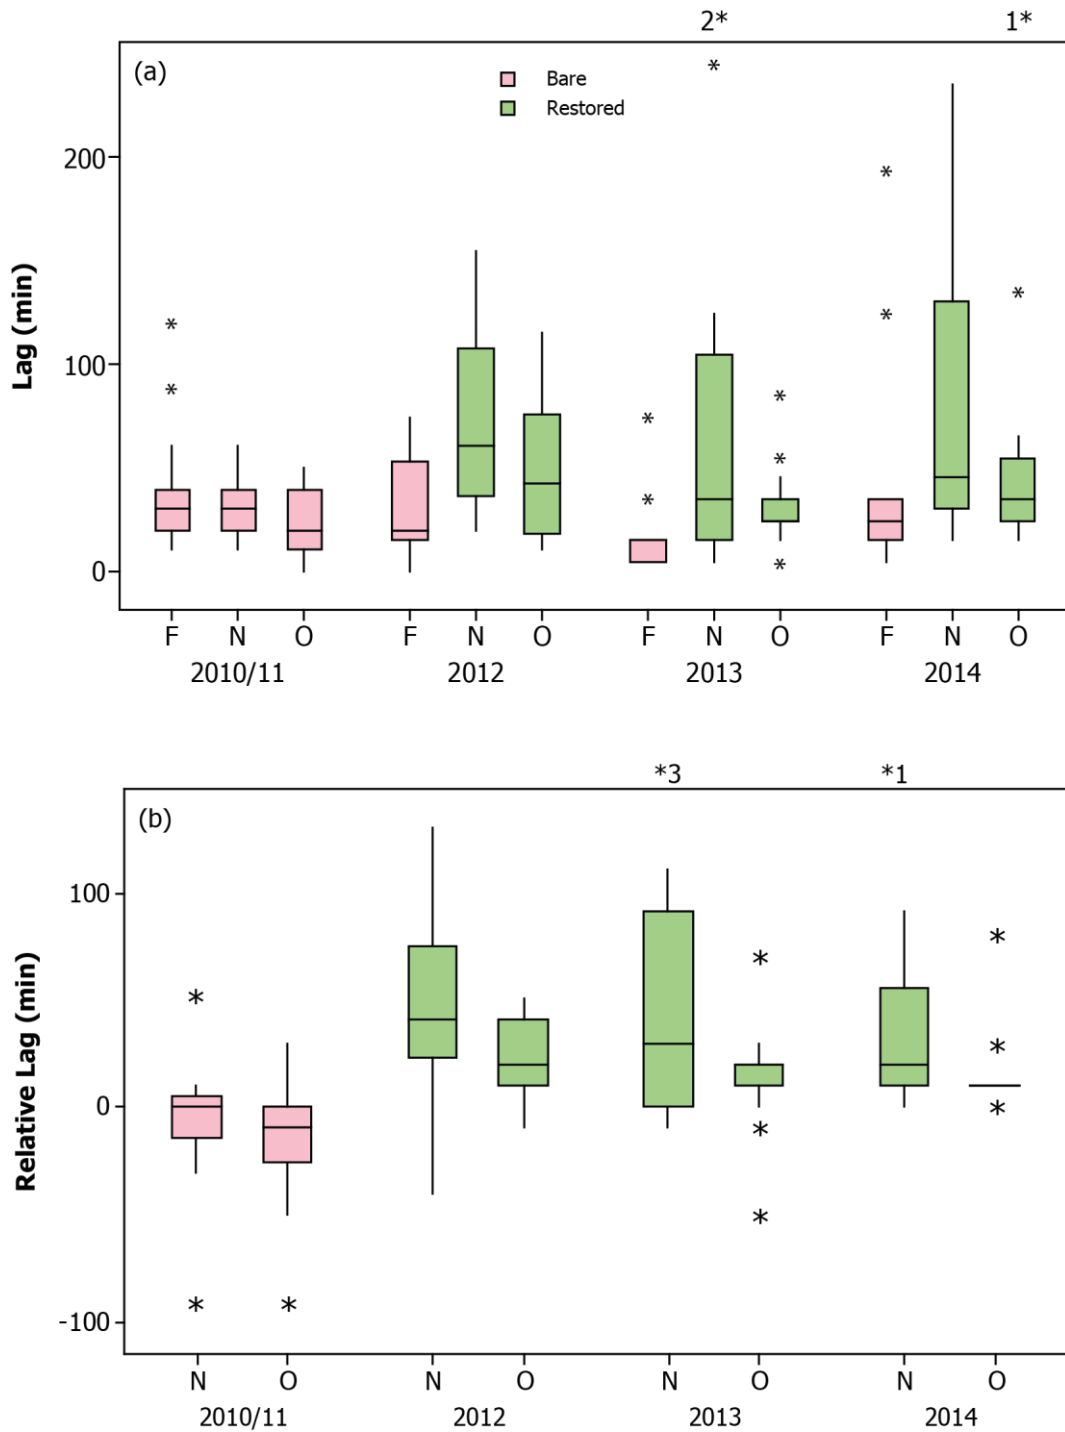 2* 1*
(a)
Bare
Restored
200
100
0
Lag (min)
F N O F N O F N O F N O
2010/11 2012 2013 2014
*3 *1
(b)
100
0
-100
Relative Lag (min)
N O N O N O N O
2010/11 2012 2013 2014